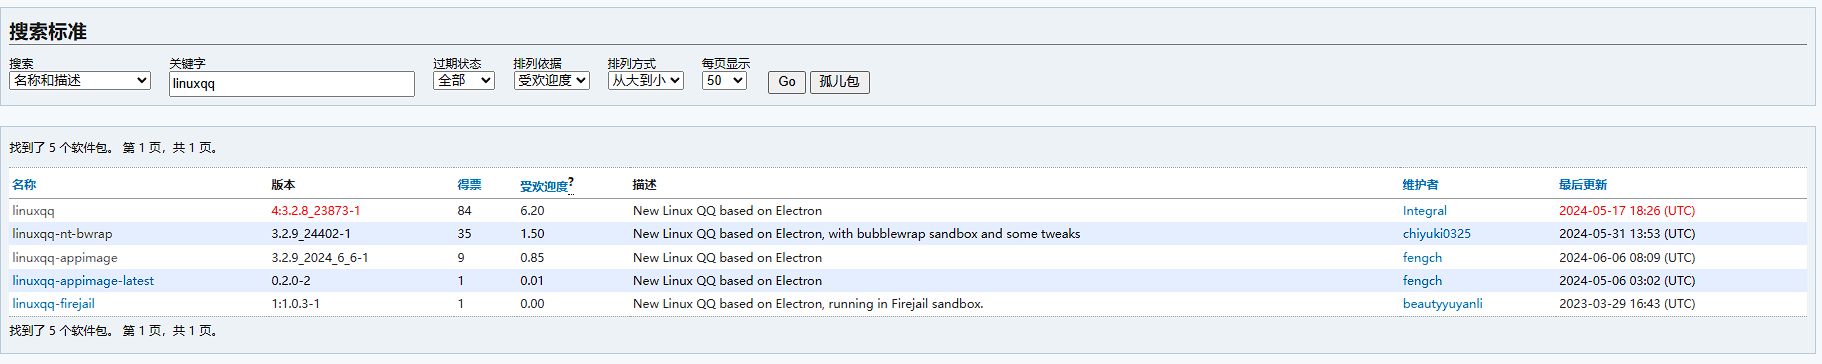 搜索标准
搜索 关键字 过期状态 排列依据 排列方式 每页显示
名称和描述 linuxqq 全部 受欢迎度 从大到小 50 Go 孤儿包
找到了 5 个软件包。 第 1 页，共 1 页。
名称 版本 得票 受欢迎度? 描述 维护者 最后更新
linuxqq 4:3.2.8_23873-1 84 6.20 New Linux QQ based on Electron Integral 2024-05-17 18:26 (UTC)
linuxqq-nt-bwrap 3.2.9_24402-1 35 1.50 New Linux QQ based on Electron, with bubblewrap sandbox and some tweaks chiyuki0325 2024-05-31 13:53 (UTC)
linuxqq-appimage 3.2.9_2024_6_6-1 9 0.85 New Linux QQ based on Electron fengch 2024-06-06 08:09 (UTC)
linuxqq-appimage-latest 0.2.0-2 1 0.01 New Linux QQ based on Electron fengch 2024-05-06 03:02 (UTC)
linuxqq-firejail 1:1.0.3-1 1 0.00 New Linux QQ based on Electron, running in Firejail sandbox. beautyyuyanli 2023-03-29 16:43 (UTC)
找到了 5 个软件包。 第 1 页，共 1 页。